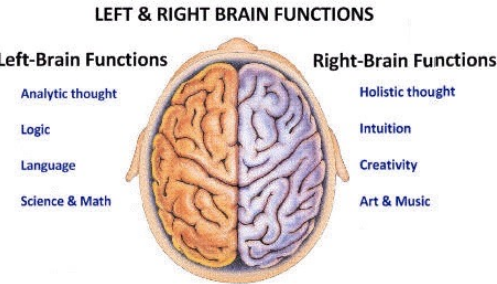 LEFT & RIGHT BRAIN FUNCTIONS
Left-Brain Functions
Analytic thought
Logic
Language
Science & Math
Right-Brain Functions
Holistic thought
Intuition
Creativity
Art & Music